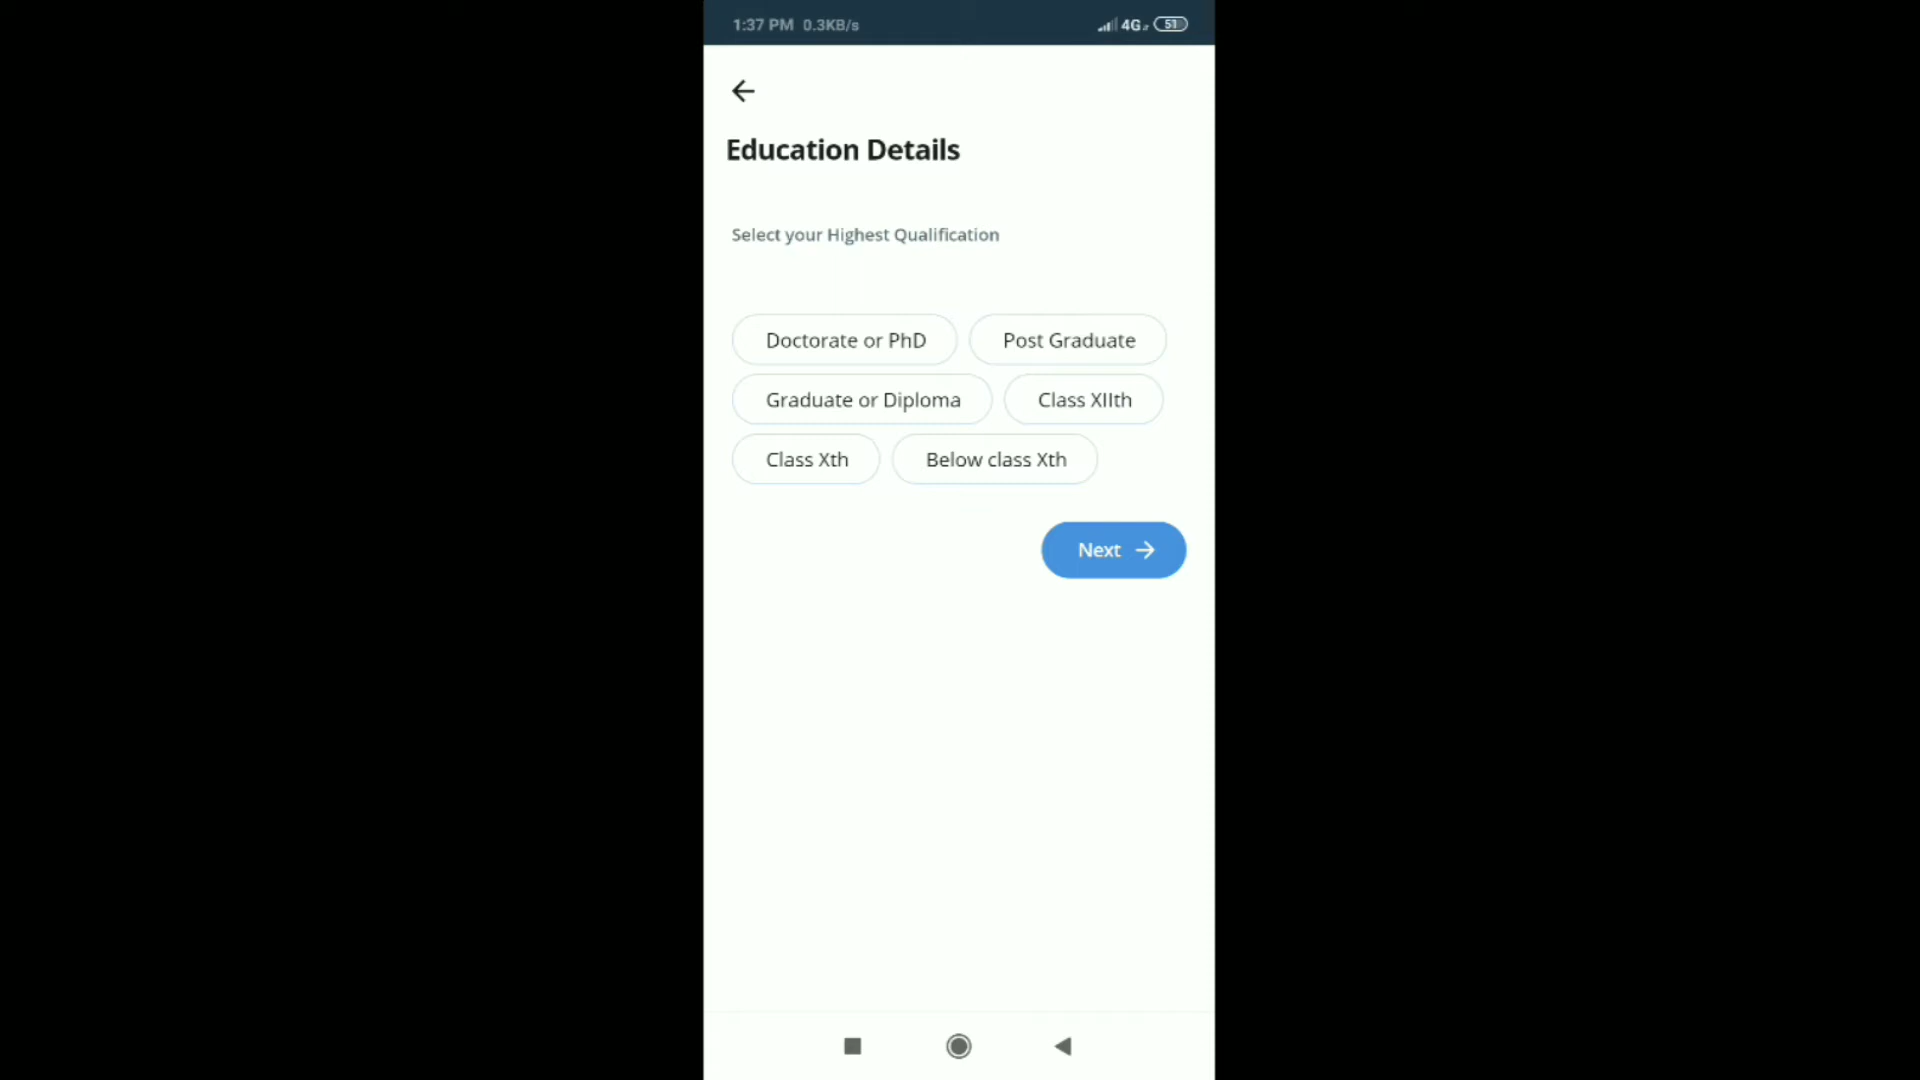 1:37 PM 0.3KB/s 4G 51
Education Details
Select your Highest Qualification
Doctorate or PhD Post Graduate
Graduate or Diploma Class XIIth
Class Xth Below class Xth
Next